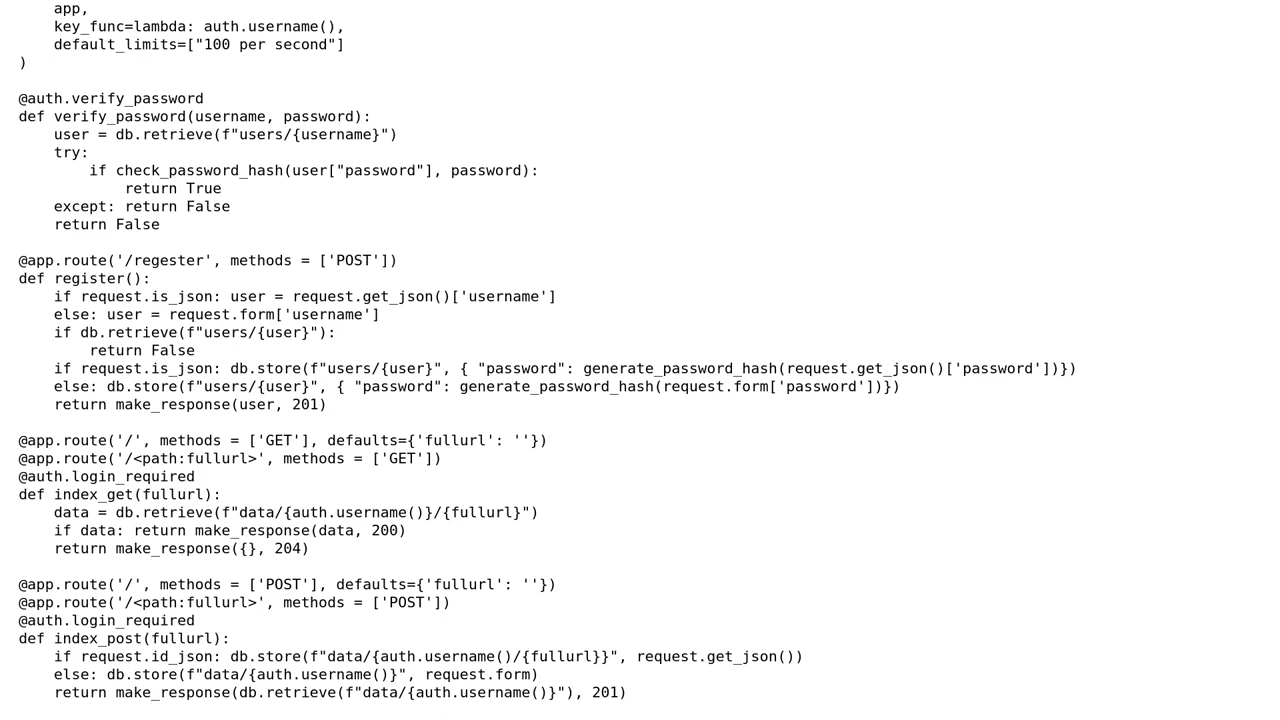 app,
    key_func=lambda: auth.username(),
    default_limits=["100 per second"]
)

@auth.verify_password
def verify_password(username, password):
    user = db.retrieve(f"users/{username}")
    try:
        if check_password_hash(user["password"], password):
            return True
    except: return False
    return False

@app.route('/regester', methods = ['POST'])
def register():
    if request.is_json: user = request.get_json()['username']
    else: user = request.form['username']
    if db.retrieve(f"users/{user}"):
        return False
    if request.is_json: db.store(f"users/{user}", { "password": generate_password_hash(request.get_json()['password'])})
    else: db.store(f"users/{user}", { "password": generate_password_hash(request.form['password'])})
    return make_response(user, 201)

@app.route('/', methods = ['GET'], defaults={'fullurl': ''})
@app.route('/<path:fullurl>', methods = ['GET'])
@auth.login_required
def index_get(fullurl):
    data = db.retrieve(f"data/{auth.username()}/{fullurl}")
    if data: return make_response(data, 200)
    return make_response({}, 204)

@app.route('/', methods = ['POST'], defaults={'fullurl': ''})
@app.route('/<path:fullurl>', methods = ['POST'])
@auth.login_required
def index_post(fullurl):
    if request.id_json: db.store(f"data/{auth.username()/{fullurl}}", request.get_json())
    else: db.store(f"data/{auth.username()}", request.form)
    return make_response(db.retrieve(f"data/{auth.username()}"), 201)